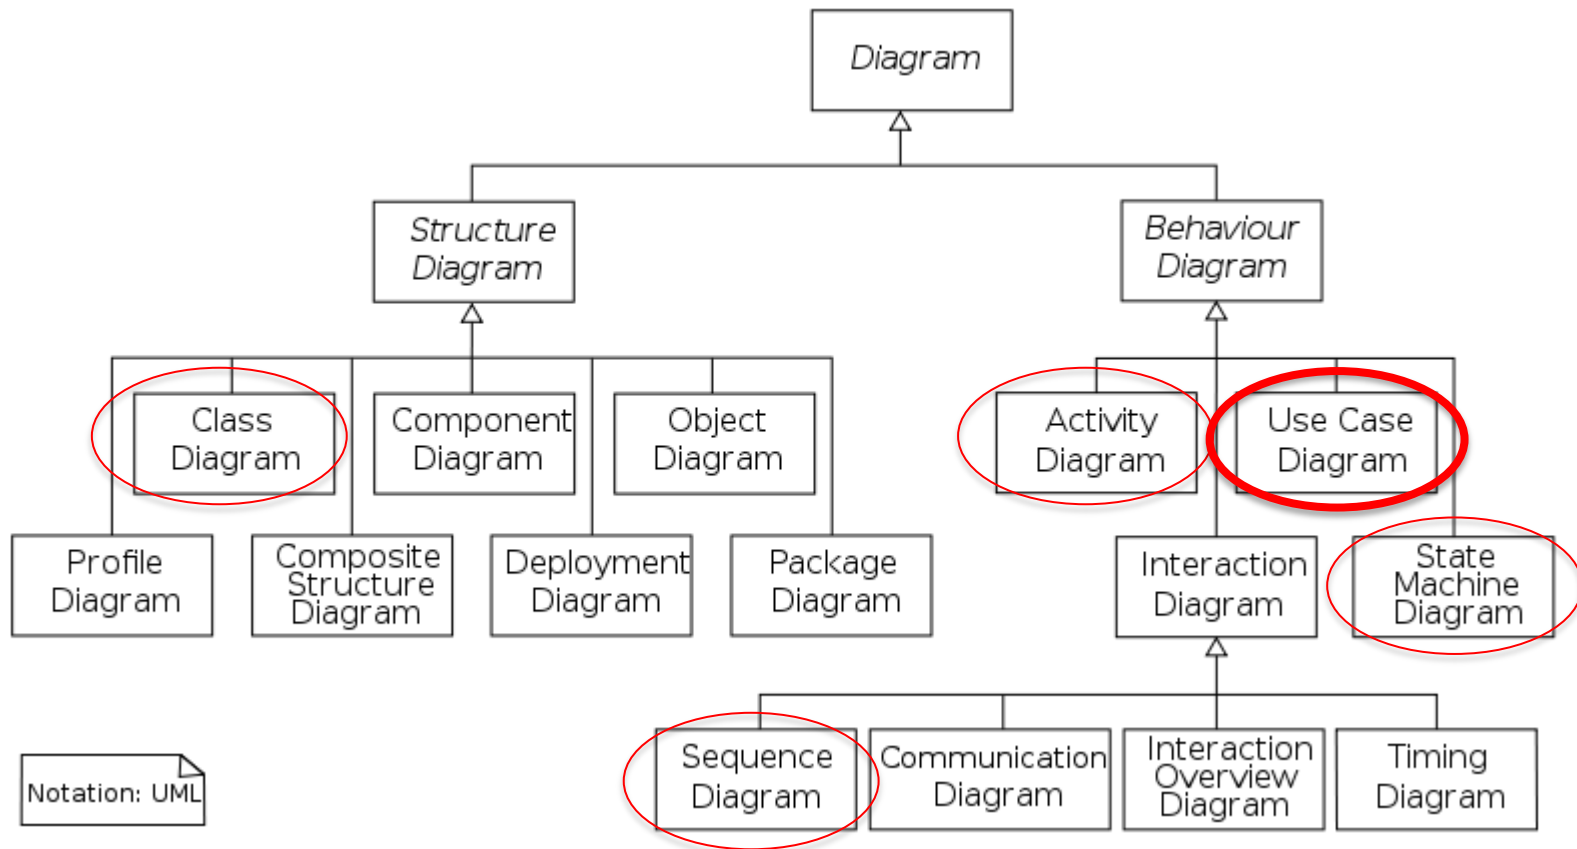 Diagram
Structure
Diagram
Behaviour
Diagram
Class
Diagram
Component
Diagram
Object
Diagram
Activity
Diagram
Use Case
Diagram
Profile
Diagram
Composite
Structure
Diagram
Deployment
Diagram
Package
Diagram
Interaction
Diagram
State
Machine
Diagram
Sequence
Diagram
Communication
Diagram
Interaction
Overview
Diagram
Timing
Diagram
Notation: UML